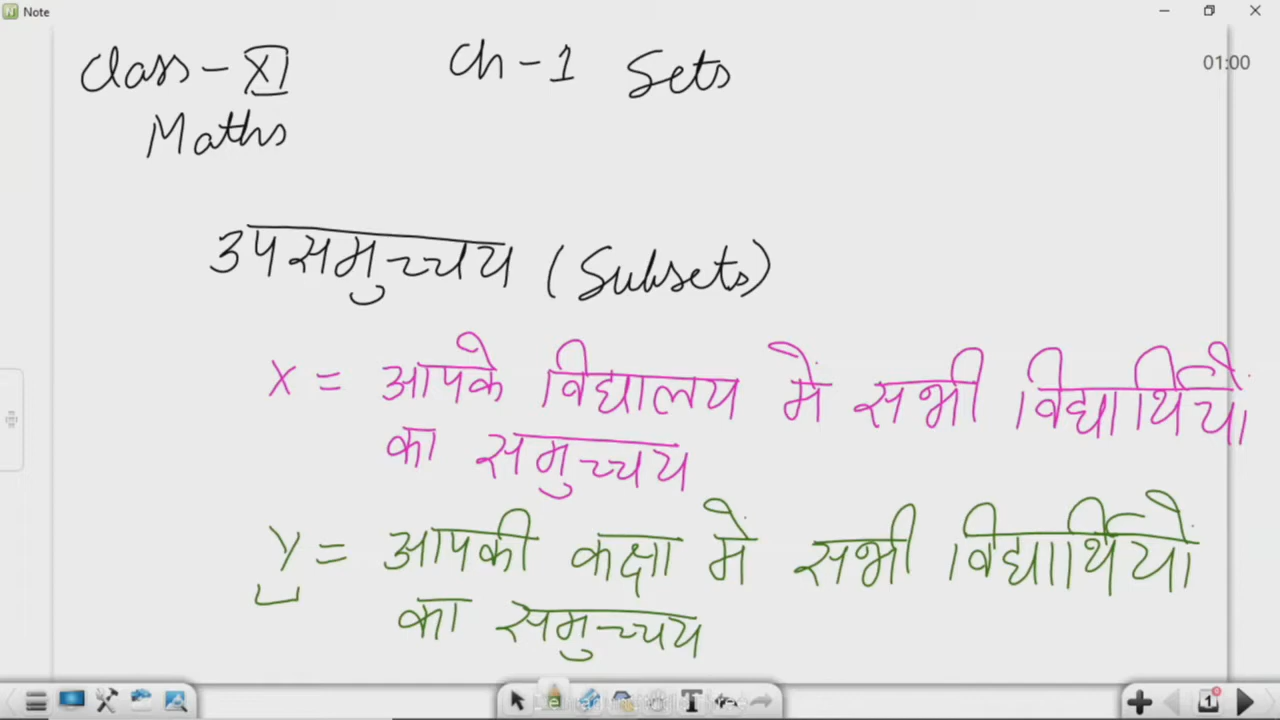 Note
01:00
Class-XI Ch-1 Sets
Maths
उपसमुच्चय (Subsets)
X = आपके विद्यालय में सभी विद्यार्थियों
का समुच्चय
Y = आपकी कक्षा में सभी विद्यार्थियों
का समुच्चय
1